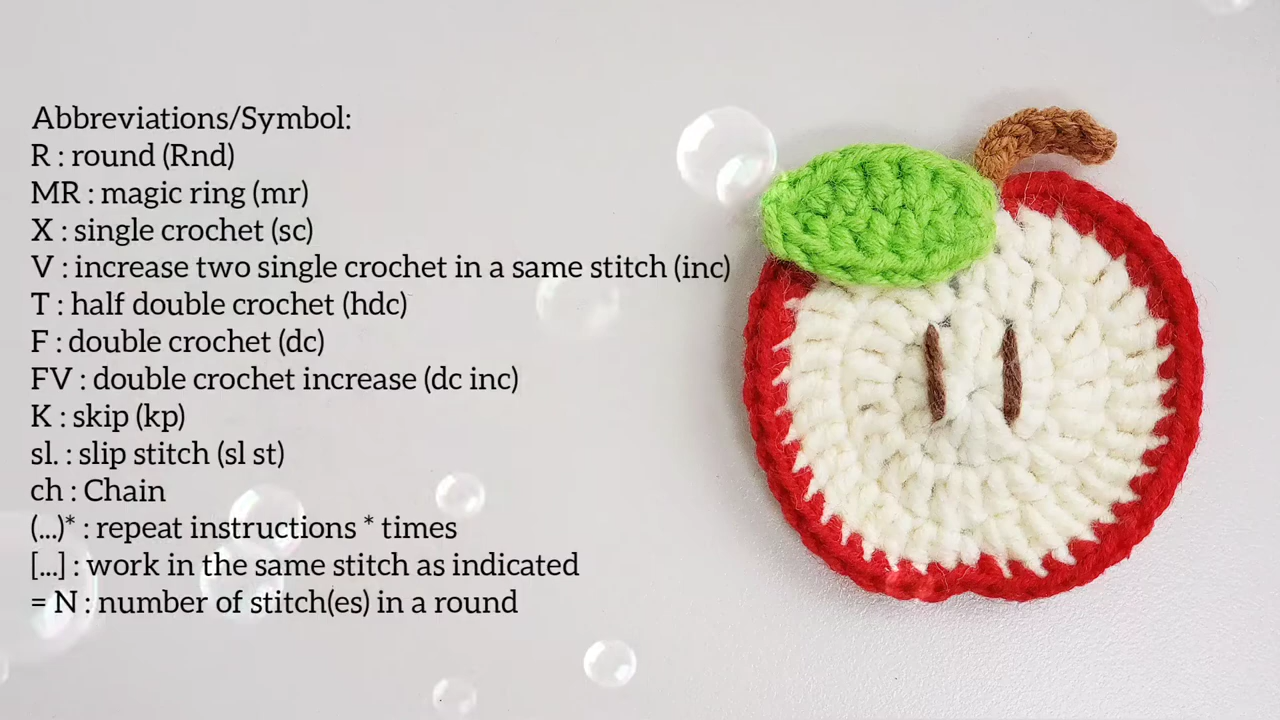 Abbreviations/Symbol:
R : round (Rnd)
MR : magic ring (mr)
X : single crochet (sc)
V : increase two single crochet in a same stitch (inc)
T : half double crochet (hdc)
F : double crochet (dc)
FV : double crochet increase (dc inc)
K : skip (kp)
sl. : slip stitch (sl st)
ch : Chain
(...)* : repeat instructions * times
[...] : work in the same stitch as indicated
= N : number of stitch(es) in a round